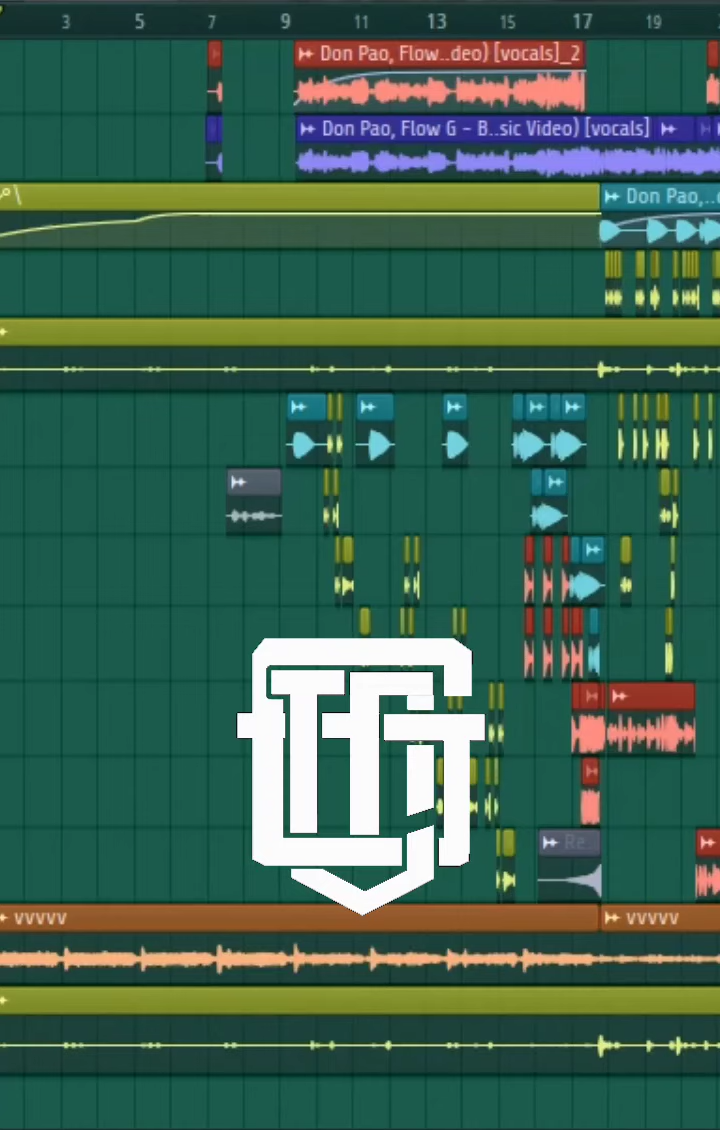 3 5 7 9 11 13 15 17 19
Don Pao, Flow..deo) [vocals]_2
Don Pao, Flow G - B..sic Video) [vocals]
Don Pao,..
Re
vvvvv
vvvvv